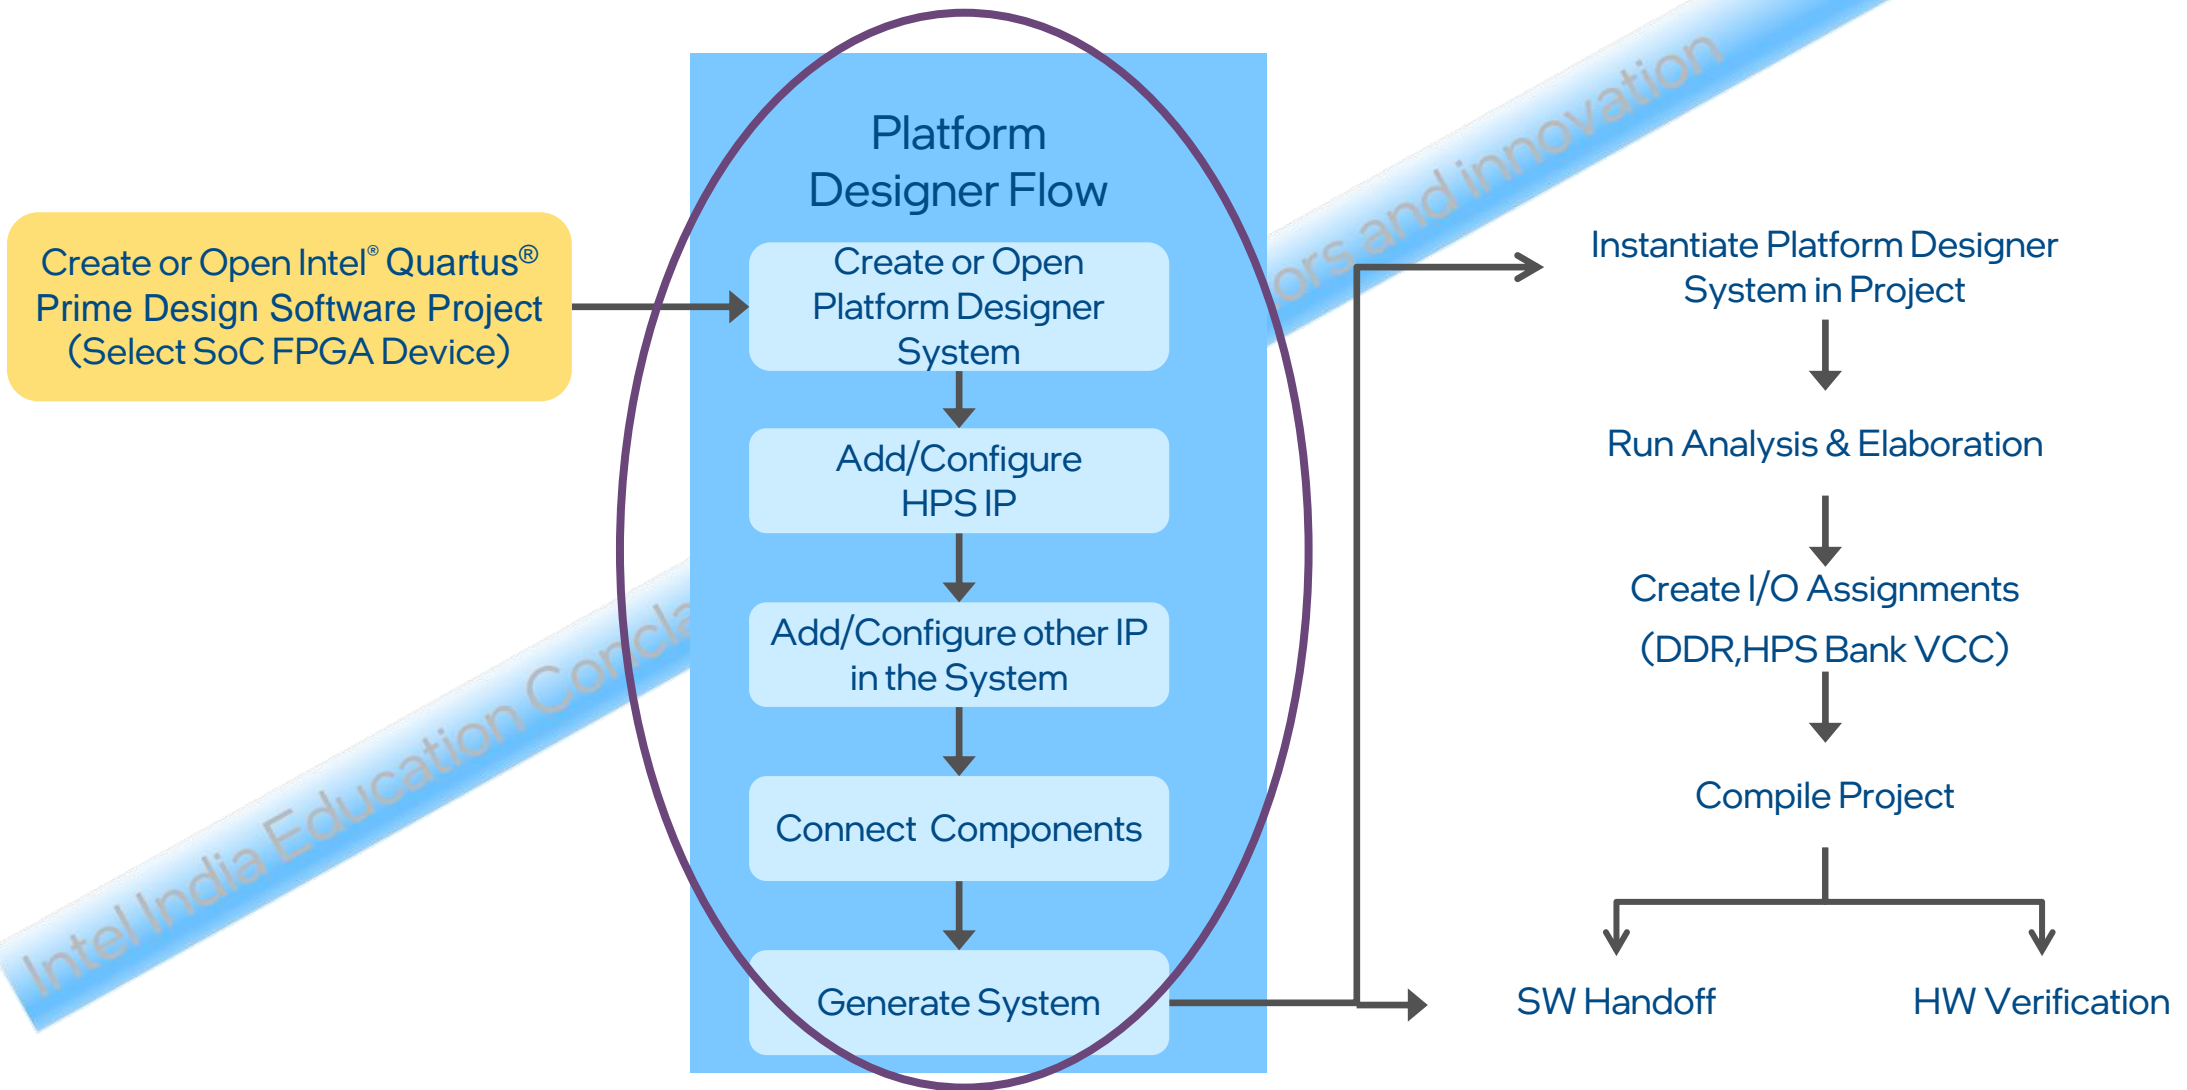 Create or Open Intel® Quartus®
Prime Design Software Project
(Select SoC FPGA Device)
Platform
Designer Flow
Create or Open
Platform Designer
System
Add/Configure
HPS IP
Add/Configure other IP
in the System
Connect Components
Generate System
Instantiate Platform Designer
System in Project
Run Analysis & Elaboration
Create I/O Assignments
(DDR,HPS Bank VCC)
Compile Project
SW Handoff
HW Verification
Intel India Education
and innovation